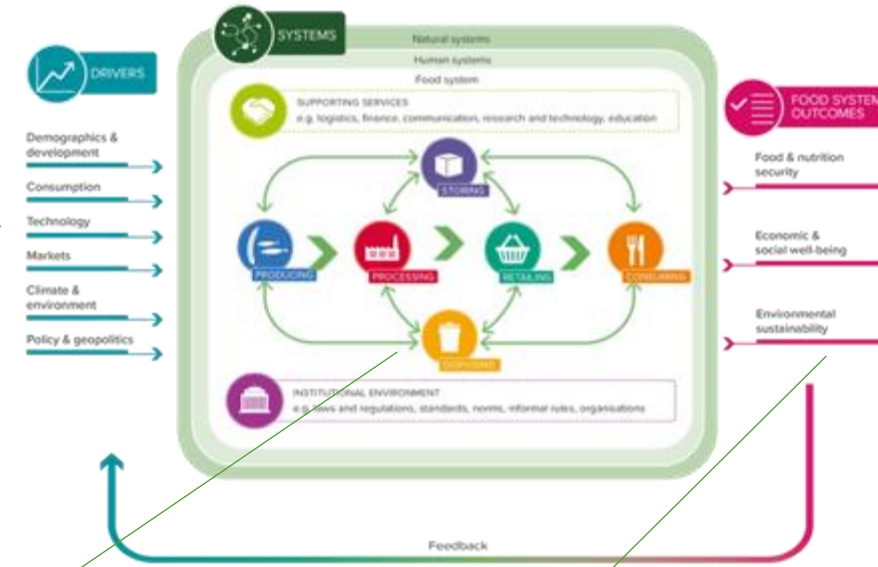 DRIVERS
Demographics &
development
Consumption
Technology
Markets
Climate &
environment
Policy & geopolitics
SYSTEMS
Natural systems
Human systems
Food system
SUPPORTING SERVICES
e.g. logistics, finance, communication, research and technology, education
STORING
PRODUCING
PROCESSING
RETAILING
CONSUMING
INSTITUTIONAL ENVIRONMENT
e.g. laws and regulations, standards, norms, informal rules, organisations
FOOD SYSTEM
OUTCOMES
Food & nutrition
security
Economic &
social well-being
Environmental
sustainability
Feedback